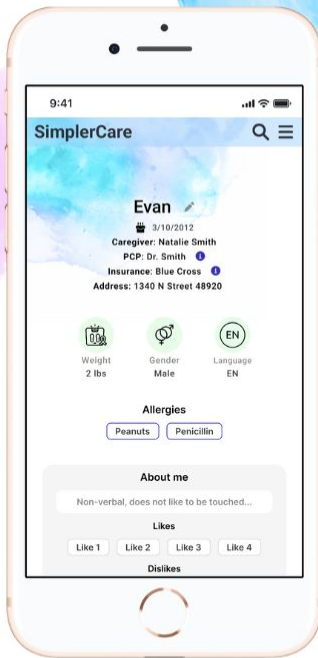 9:41
SimplerCare
Evan
3/10/2012
Caregiver: Natalie Smith
PCP: Dr. Smith
Insurance: Blue Cross
Address: 1340 N Street 48920
EN
Weight Gender Language
2 lbs Male EN
Allergies
Peanuts Penicillin
About me
Non-verbal, does not like to be touched...
Likes
Like 1 Like 2 Like 3 Like 4
Dislikes